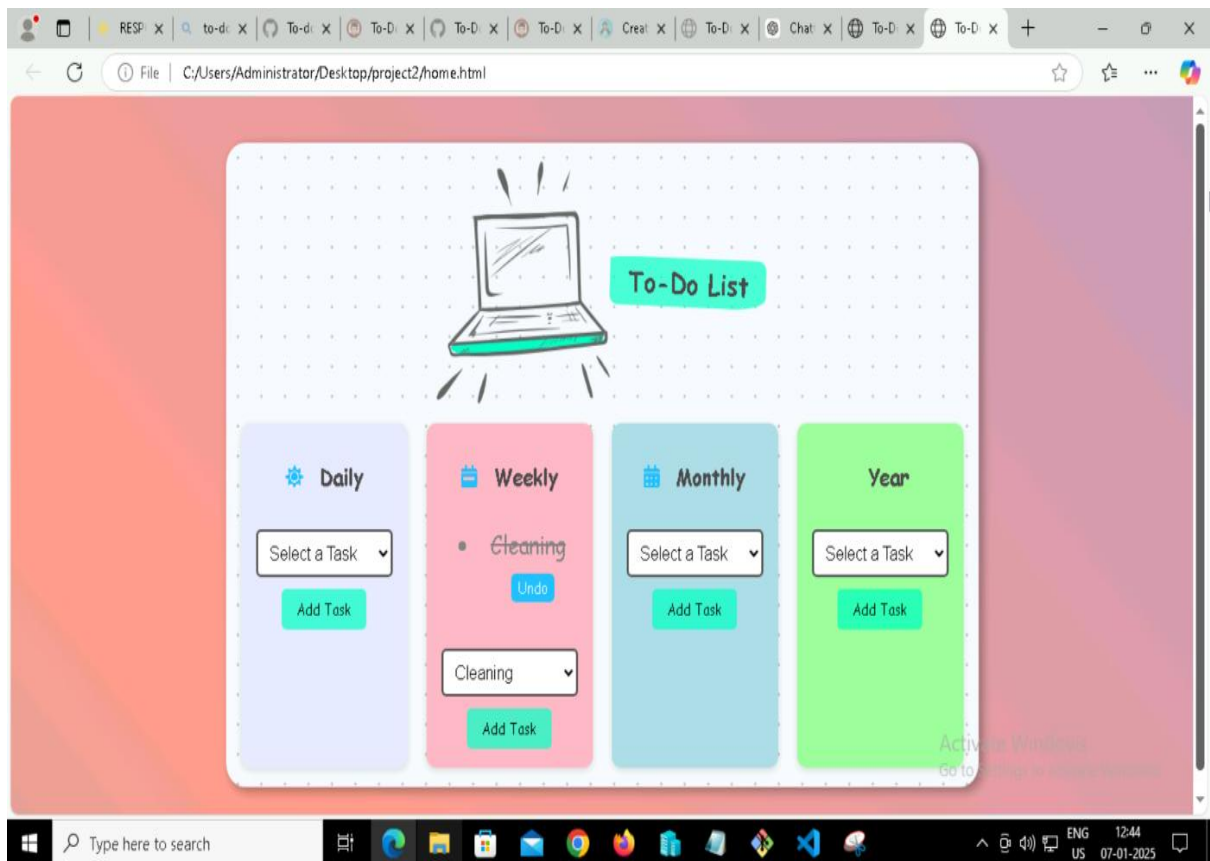 RESP to-do To-do To-D To-D To-D Creat To-D Chat To-D To-D
File C:/Users/Administrator/Desktop/project2/home.html
To-Do List
Daily Weekly Monthly Year
Select a Task Cleaning Select a Task Select a Task
Add Task Undo Add Task Add Task
Cleaning
Add Task
Type here to search
ENG 12:44
US 07-01-2025